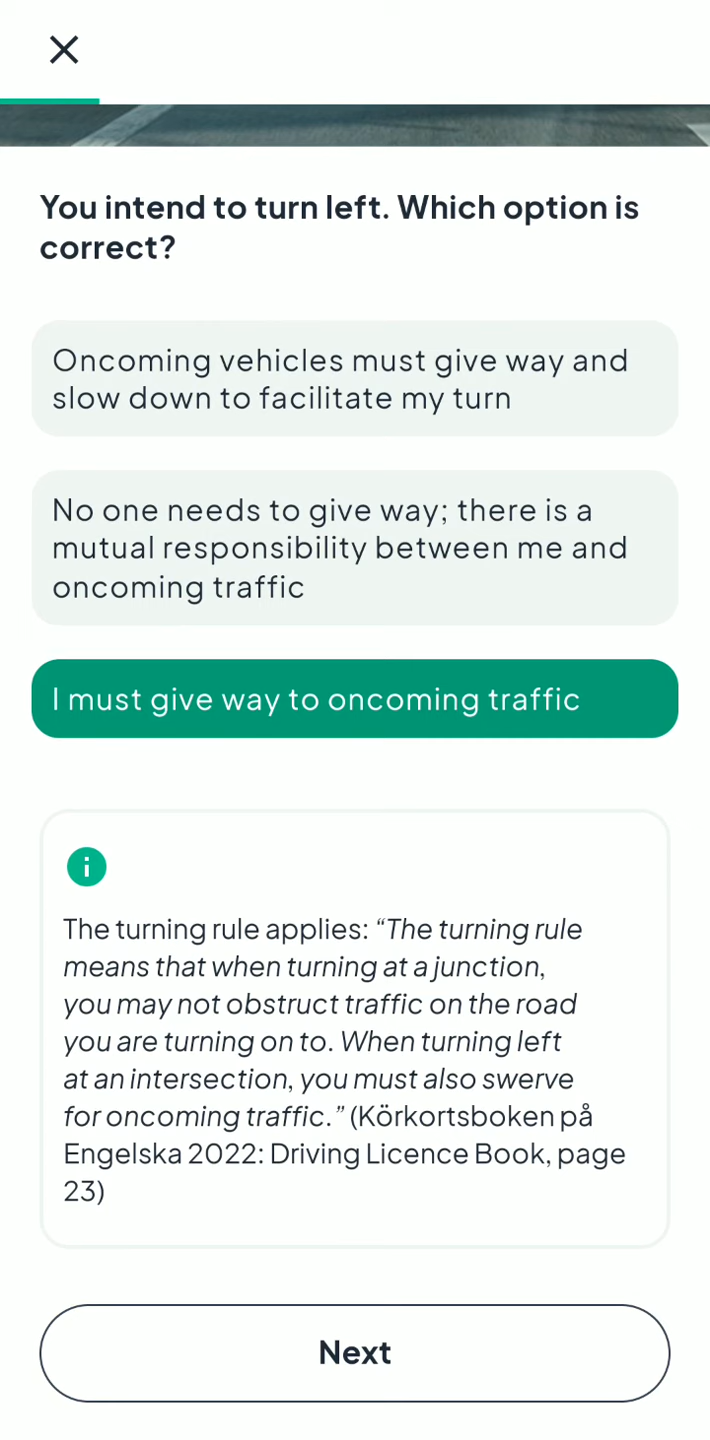 You intend to turn left. Which option is
correct?
Oncoming vehicles must give way and
slow down to facilitate my turn
No one needs to give way; there is a
mutual responsibility between me and
oncoming traffic
I must give way to oncoming traffic
The turning rule applies: “The turning rule
means that when turning at a junction,
you may not obstruct traffic on the road
you are turning on to. When turning left
at an intersection, you must also swerve
for oncoming traffic.” (Körkortsboken på
Engelska 2022: Driving Licence Book, page
23)
Next